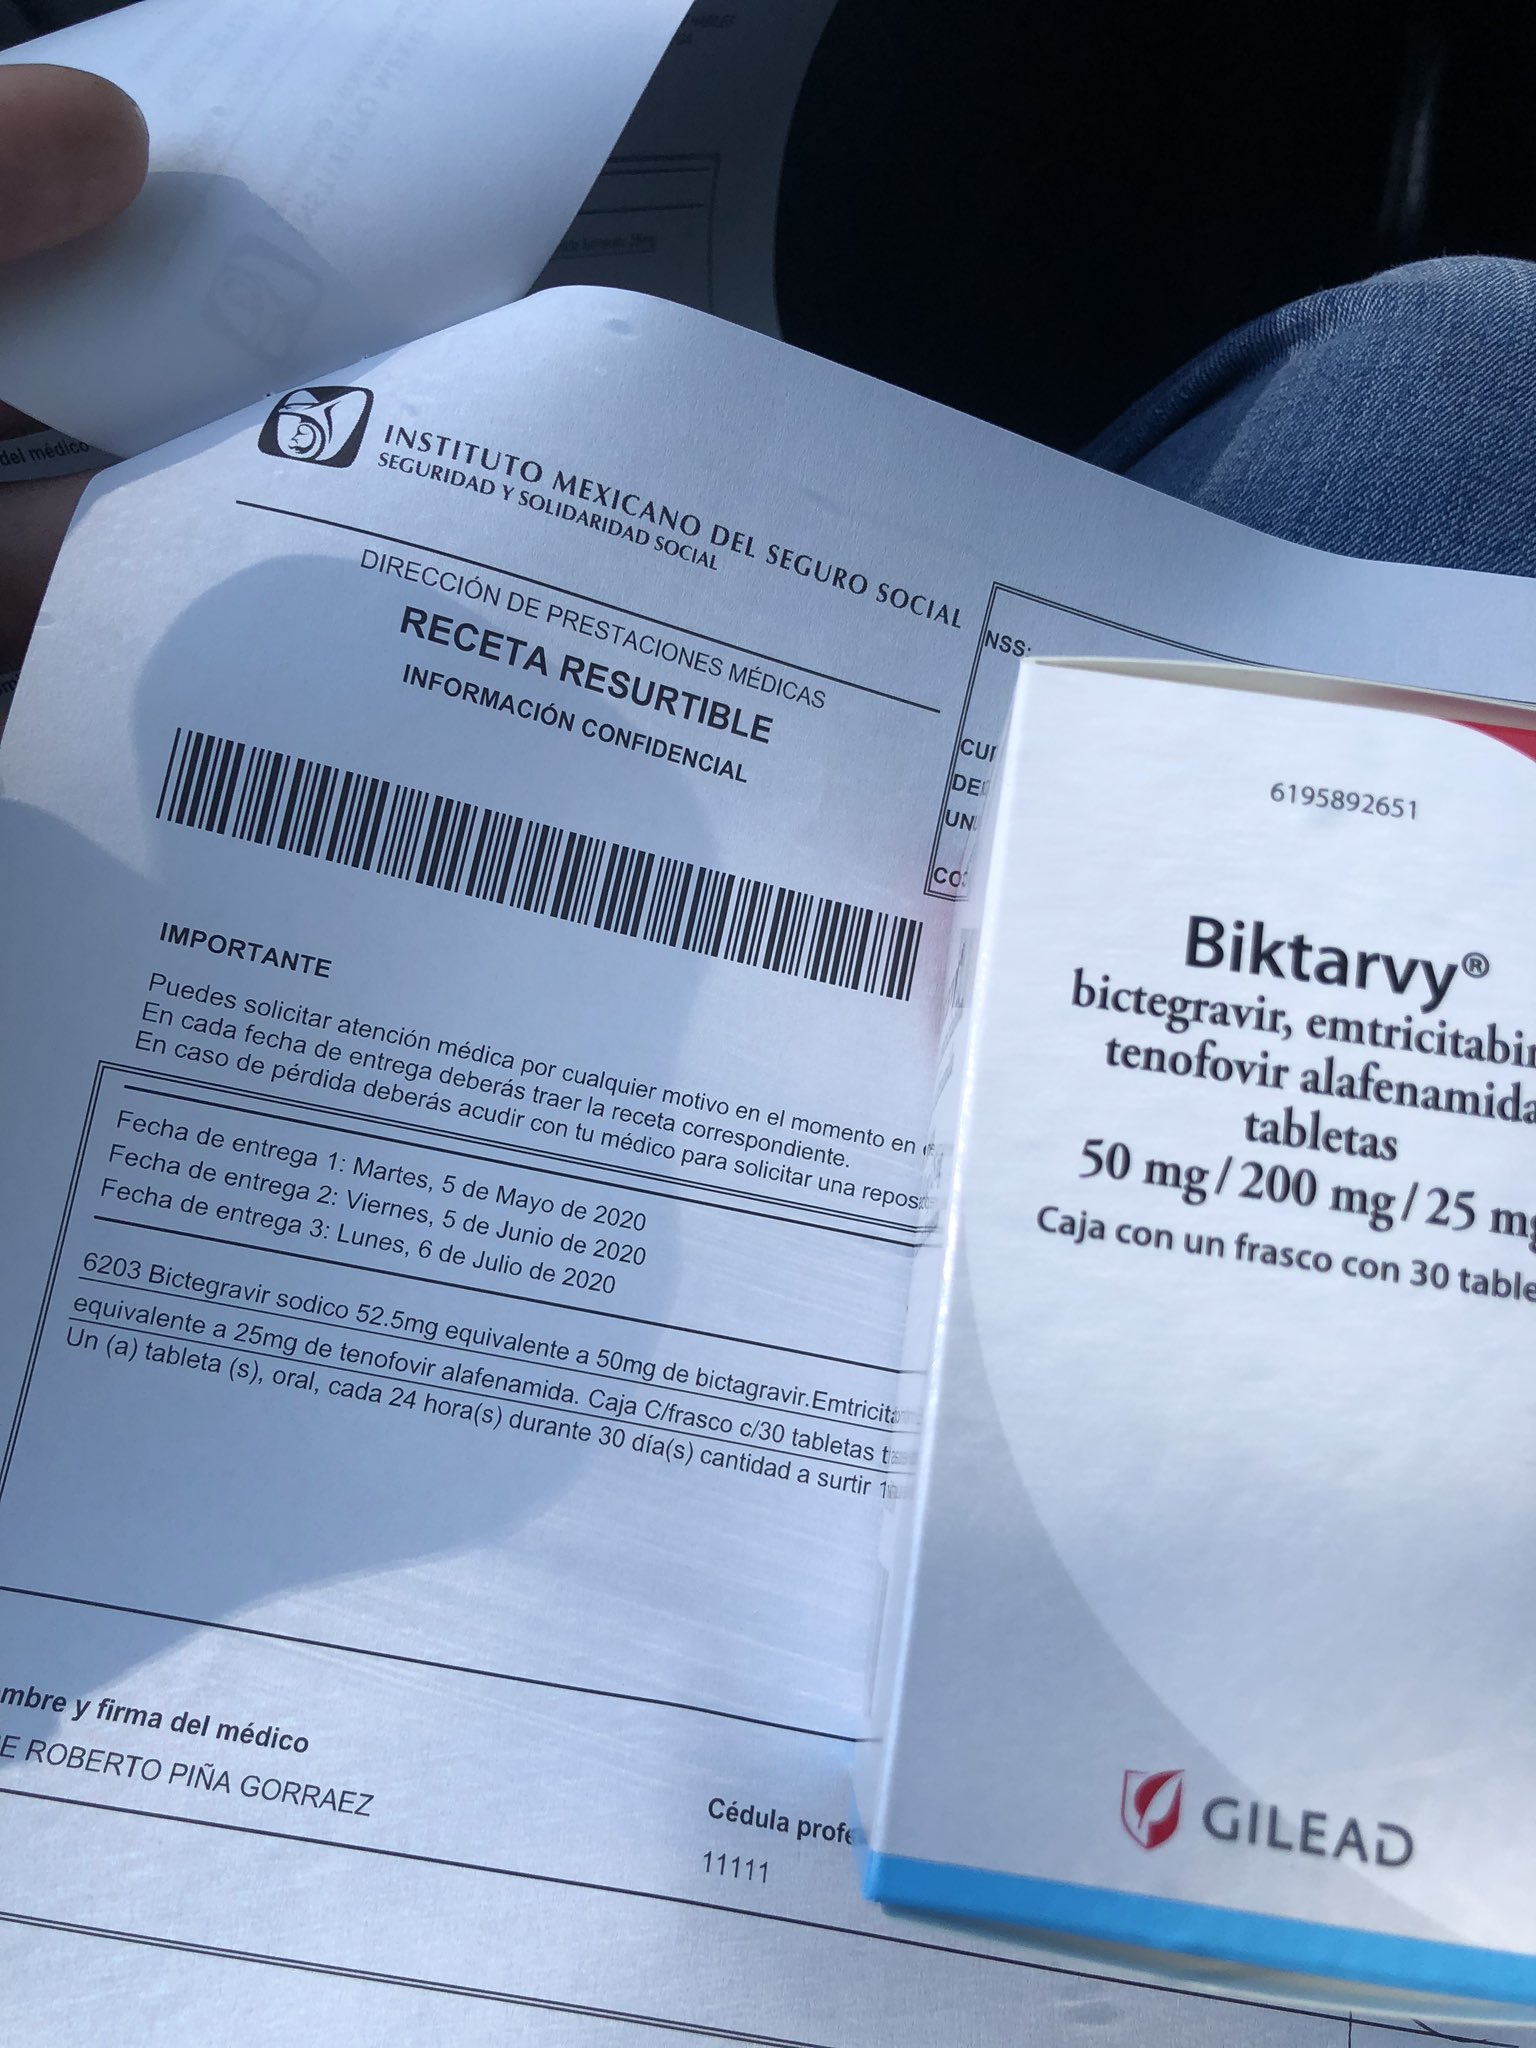 del médico
INSTITUTO MEXICANO DEL SEGURO SOCIAL
SEGURIDAD Y SOLIDARIDAD SOCIAL
DIRECCIÓN DE PRESTACIONES MÉDICAS
RECETA RESURTIBLE
INFORMACIÓN CONFIDENCIAL
NSS:
IMPORTANTE
Puedes solicitar atención médica por cualquier motivo en el momento en
En cada fecha de entrega deberás traer la receta correspondiente.
En caso de pérdida deberás acudir con tu médico para solicitar una repos
Fecha de entrega 1: Martes, 5 de Mayo de 2020
Fecha de entrega 2: Viernes, 5 de Junio de 2020
Fecha de entrega 3: Lunes, 6 de Julio de 2020
6203 Bictegravir sodico 52.5mg equivalente a 50mg de bictagravir.Emtricit
equivalente a 25mg de tenofovir alafenamida. Caja C/frasco c/30 tabletas
Un (a) tableta (s), oral, cada 24 hora(s) durante 30 día(s) cantidad a surtir 1
mbre y firma del médico
E ROBERTO PIÑA GORRAEZ
Cédula profe
11111
6195892651
Biktarvy®
bictegravir, emtricitabin
tenofovir alafenamida
tabletas
50 mg/200 mg/25 mg
Caja con un frasco con 30 table
GILEAD